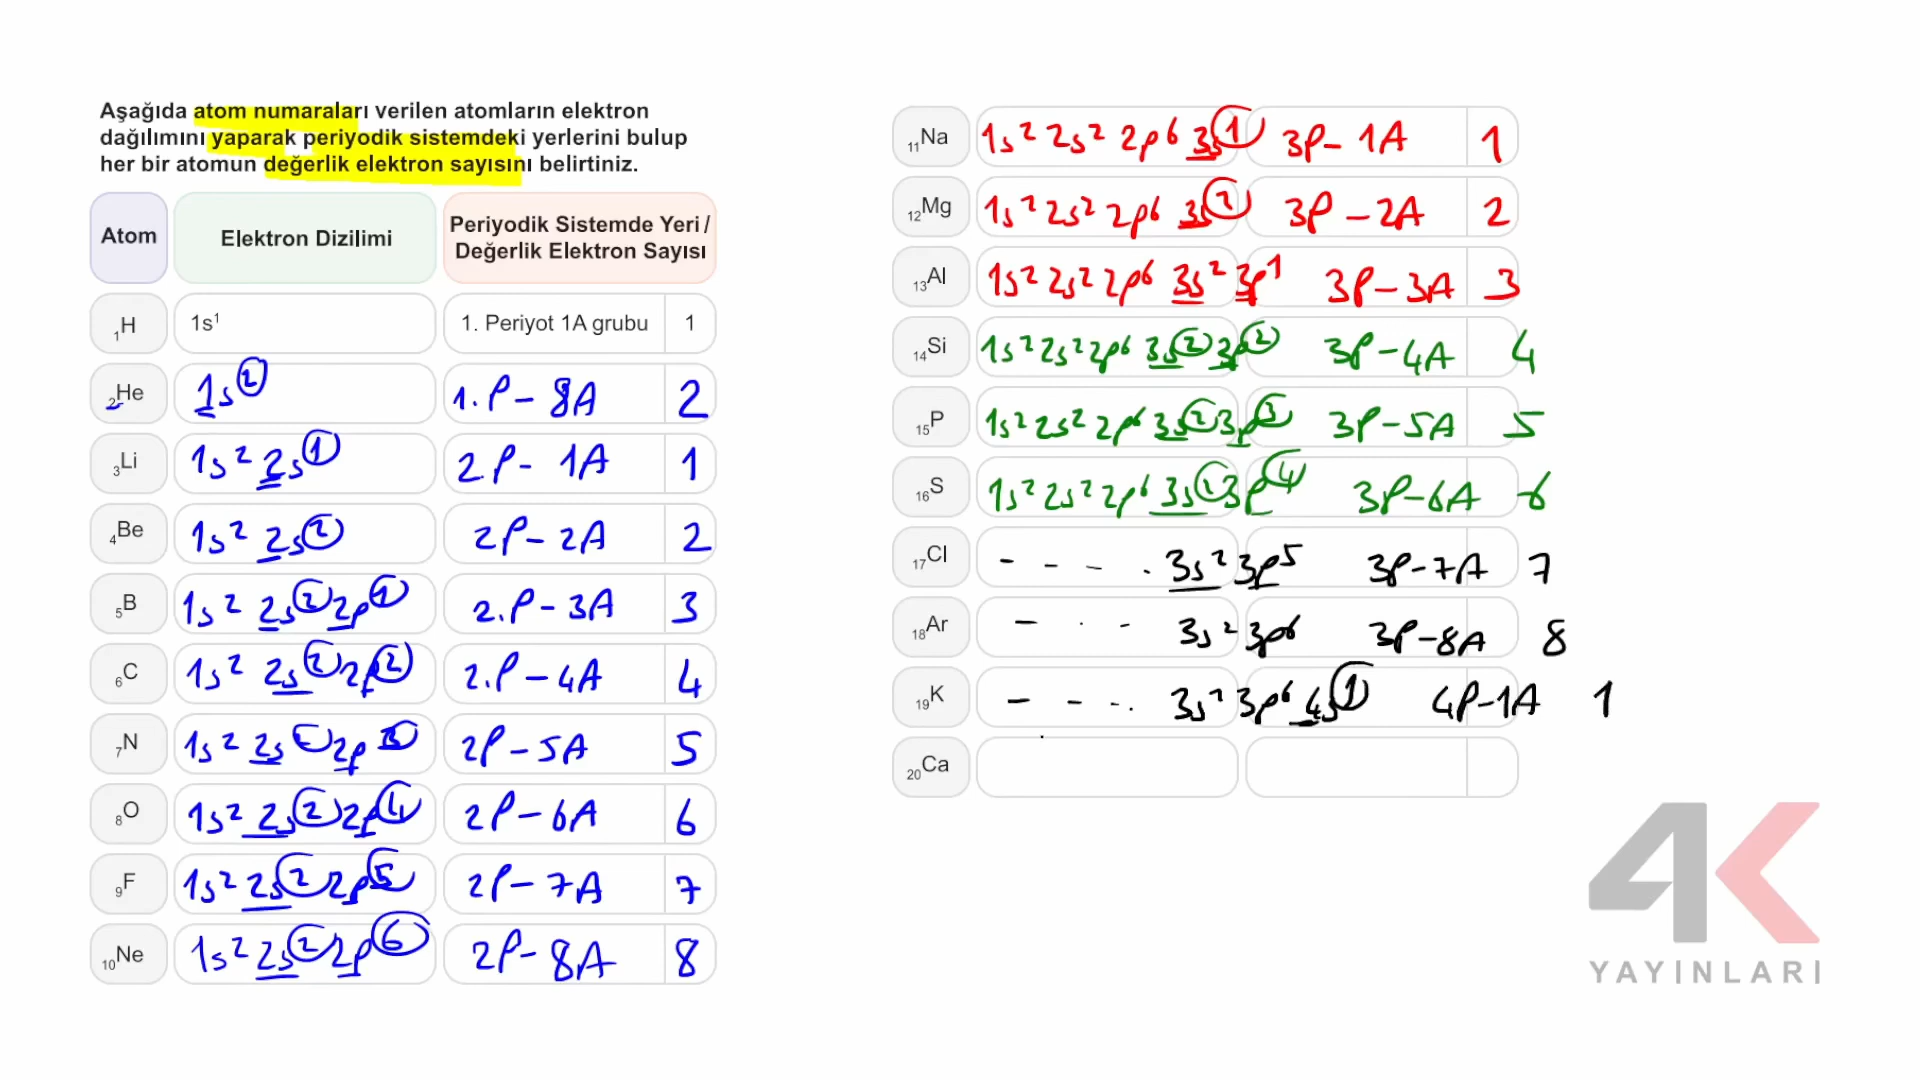 Aşağıda atom numaraları verilen atomların elektron
dağılımını yaparak periyodik sistemdeki yerlerini bulup
her bir atomun değerlik elektron sayısını belirtiniz.
Atom Elektron Dizilimi Periyodik Sistemde Yeri / Değerlik Elektron Sayısı
₁H 1s¹ 1. Periyot 1A grubu 1
₂He 1s² 1.P - 8A 2
₃Li 1s² 2s¹ 2.P - 1A 1
₄Be 1s² 2s² 2P - 2A 2
₅B 1s² 2s² 2p¹ 2.P - 3A 3
₆C 1s² 2s² 2p² 2.P - 4A 4
₇N 1s² 2s² 2p³ 2P - 5A 5
₈O 1s² 2s² 2p⁴ 2P - 6A 6
₉F 1s² 2s² 2p⁵ 2P - 7A 7
₁₀Ne 1s² 2s² 2p⁶ 2P - 8A 8
₁₁Na 1s² 2s² 2p⁶ 3s¹ 3P - 1A 1
₁₂Mg 1s² 2s² 2p⁶ 3s² 3P - 2A 2
₁₃Al 1s² 2s² 2p⁶ 3s² 3p¹ 3P - 3A 3
₁₄Si 1s² 2s² 2p⁶ 3s² 3p² 3P - 4A 4
₁₅P 1s² 2s² 2p⁶ 3s² 3p³ 3P - 5A 5
₁₆S 1s² 2s² 2p⁶ 3s² 3p⁴ 3P - 6A 6
₁₇Cl - - - . 3s² 3p⁵ 3P - 7A 7
₁₈Ar - . - 3s² 3p⁶ 3P - 8A 8
₁₉K - - - . . 3s² 3p⁶ 4s¹ 4P - 1A 1
₂₀Ca
4K
YAYINLARI